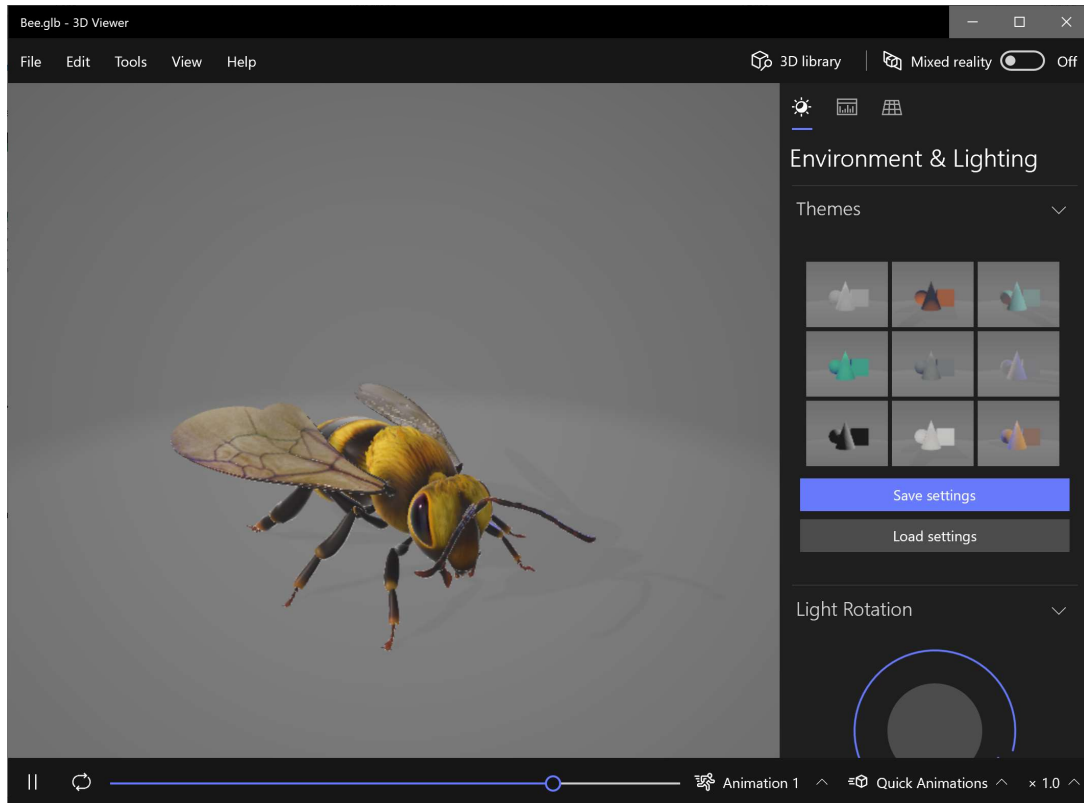 Bee.glb - 3D Viewer
File Edit Tools View Help
3D library
Mixed reality Off
Environment & Lighting
Themes
Save settings
Load settings
Light Rotation
Animation 1
Quick Animations
× 1.0